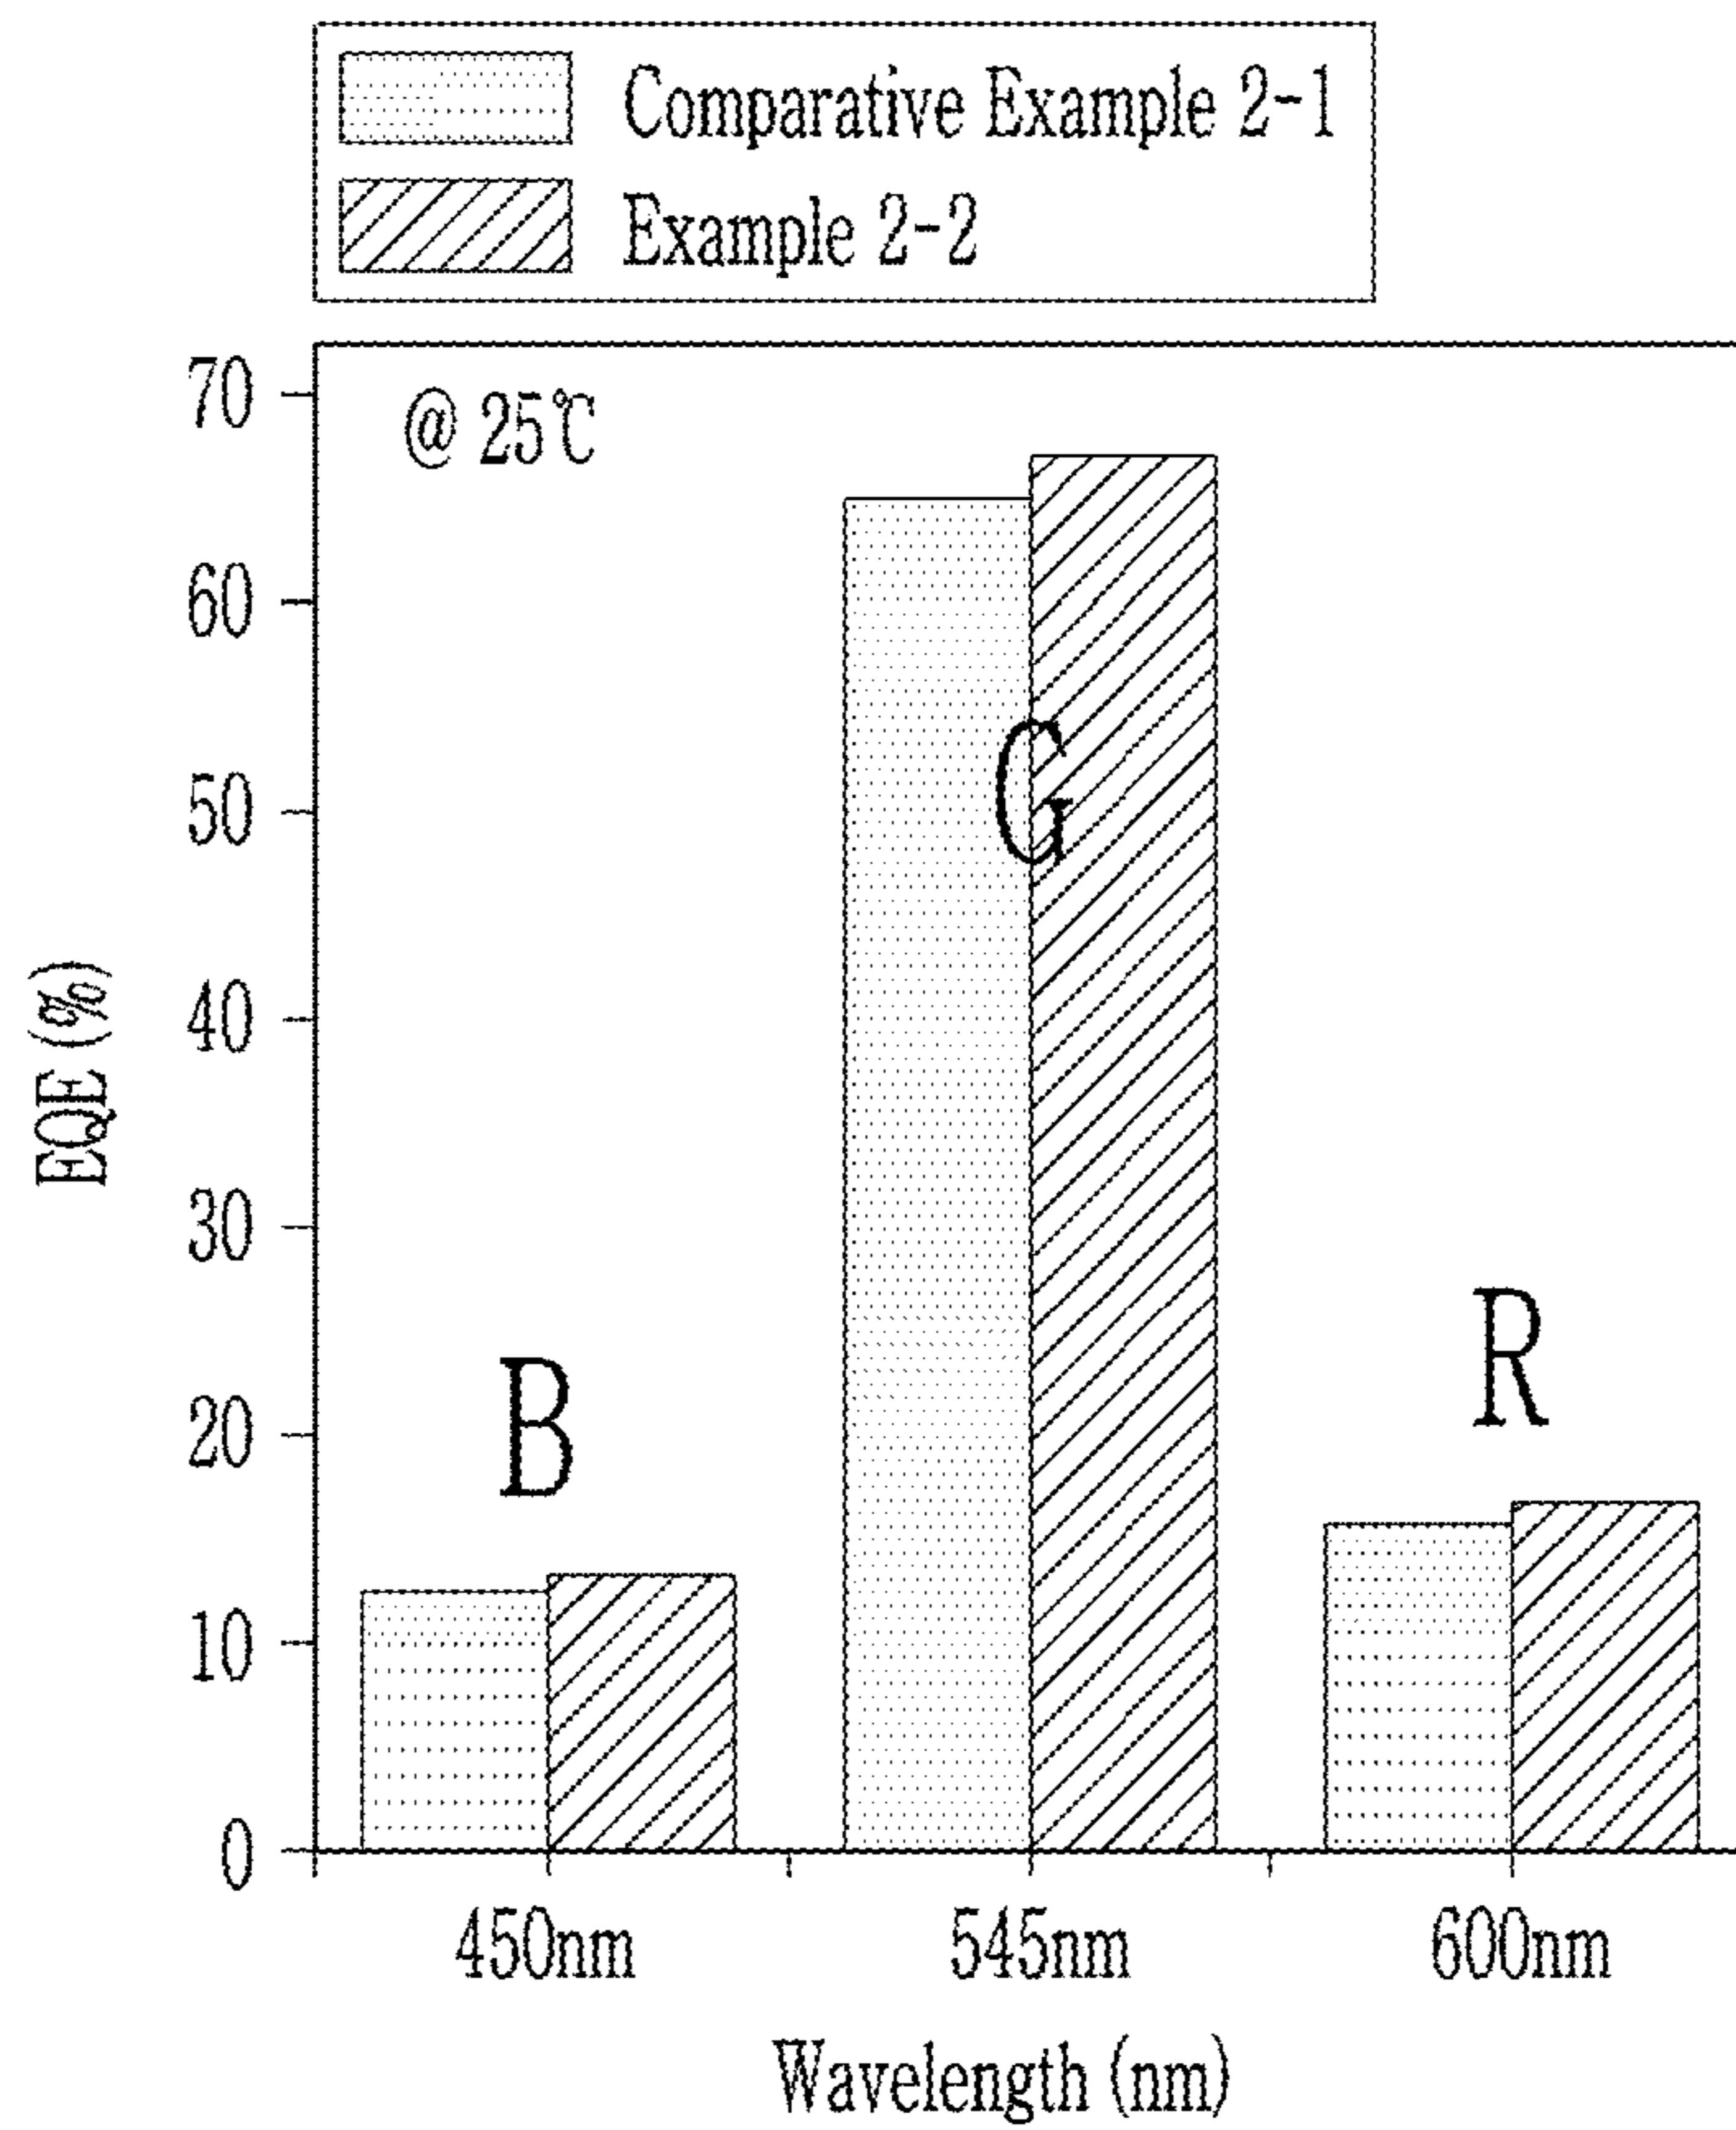 Comparative Example 2-1
Example 2-2
@ 25℃
70
60
50
40
30
20
10
0
EQE (%)
B
G
R
450nm
545nm
600nm
Wavelength (nm)